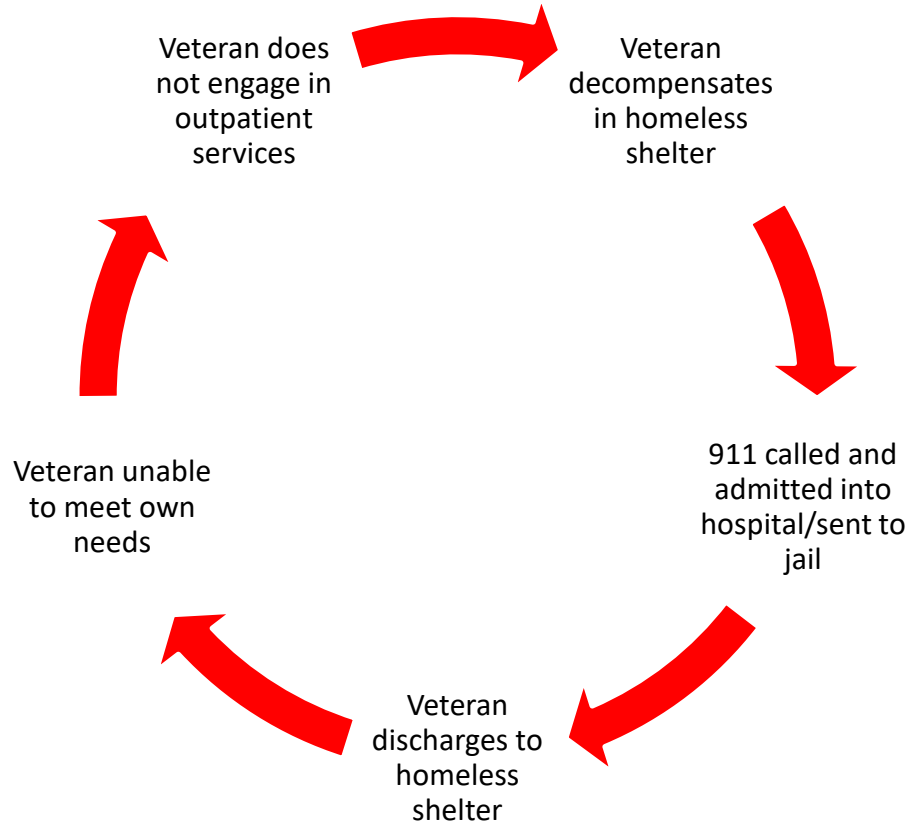 Veteran does
not engage in
outpatient
services
Veteran
decompensates
in homeless
shelter
911 called and
admitted into
hospital/sent to
jail
Veteran
discharges to
homeless
shelter
Veteran unable
to meet own
needs